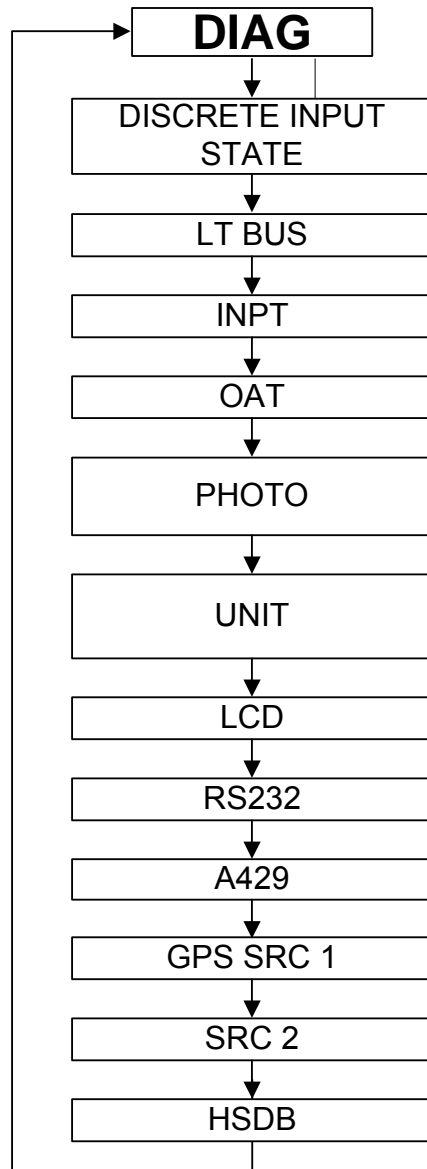 DIAG
DISCRETE INPUT
STATE
LT BUS
INPT
OAT
PHOTO
UNIT
LCD
RS232
A429
GPS SRC 1
SRC 2
HSDB